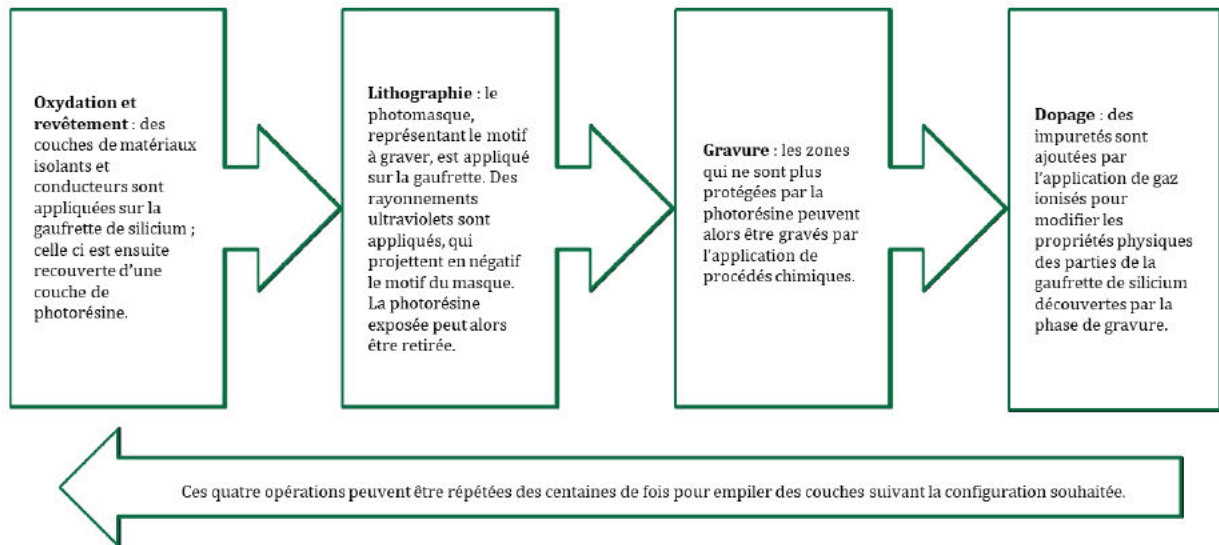 Oxydation et
revêtement : des
couches de matériaux
isolants et
conducteurs sont
appliquées sur la
gaufrette de silicium ;
celle ci est ensuite
recouverte d’une
couche de
photorésine.
Lithographie : le
photomasque,
représentant le motif
à graver, est appliqué
sur la gaufrette. Des
rayonnements
ultraviolets sont
appliqués, qui
projettent en négatif
le motif du masque.
La photorésine
exposée peut alors
être retirée.
Gravure : les zones
qui ne sont plus
protégées par la
photorésine peuvent
alors être gravés par
l’application de
procédés chimiques.
Dopage : des
impuretés sont
ajoutées par
l’application de gaz
ionisés pour
modifier les
propriétés physiques
des parties de la
gaufrette de silicium
découvertes par la
phase de gravure.
Ces quatre opérations peuvent être répétées des centaines de fois pour empiler des couches suivant la configuration souhaitée.